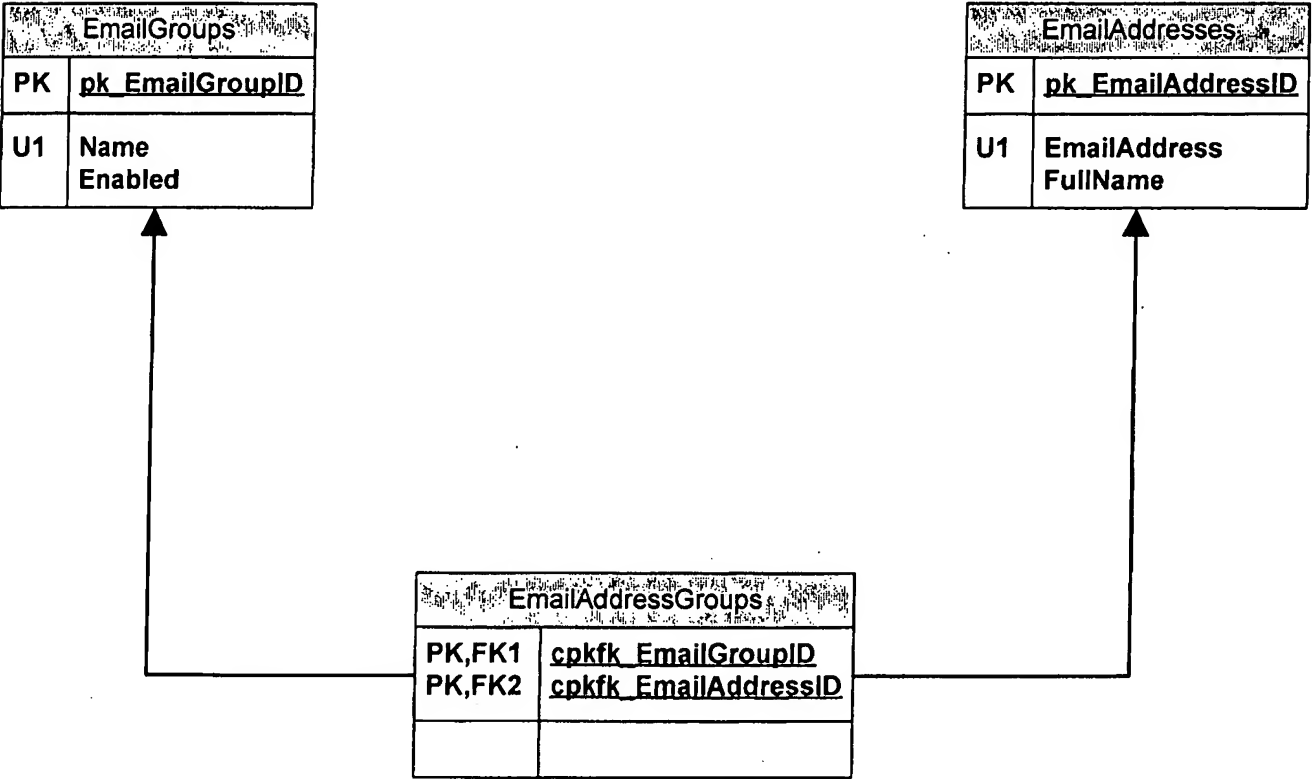 EmailGroups
PK pk_EmailGroupID
U1 Name
Enabled
EmailAddresses
PK pk_EmailAddressID
U1 EmailAddress
FullName
EmailAddressGroups
PK,FK1 cpkfk_EmailGroupID
PK,FK2 cpkfk_EmailAddressID